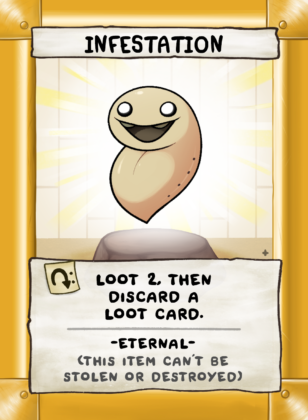 INFESTATION
LOOT 2, THEN
DISCARD A
LOOT CARD.
-ETERNAL-
(THIS ITEM CAN'T BE
STOLEN OR DESTROYED)